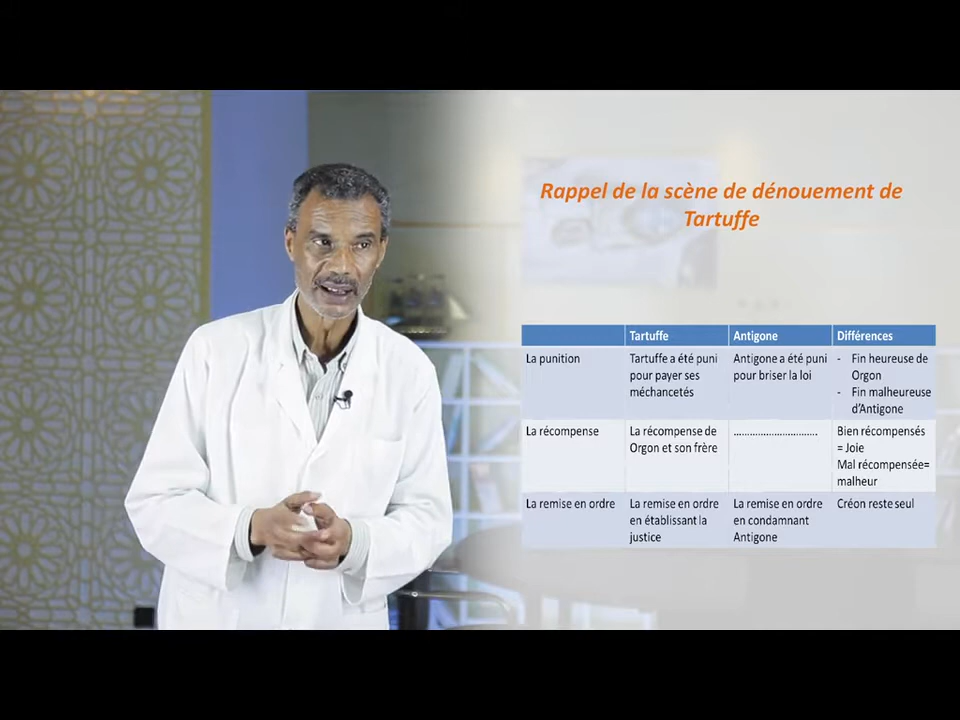 Rappel de la scène de dénouement de
Tartuffe
Tartuffe Antigone Différences
La punition
Tartuffe a été puni
pour payer ses
méchancetés
Antigone a été puni
pour briser la loi
- Fin heureuse de
Orgon
- Fin malheureuse
d'Antigone
La récompense
La récompense de
Orgon et son frère
..............................
Bien récompensés
= Joie
Mal récompensée=
malheur
La remise en ordre
La remise en ordre
en établissant la
justice
La remise en ordre
en condamnant
Antigone
Créon reste seul